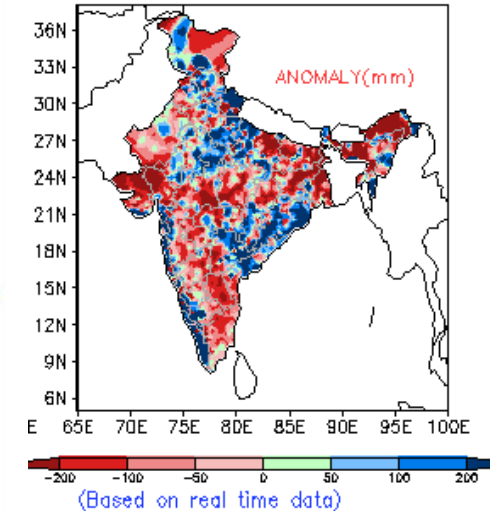 36N
33N
30N
27N
24N
21N
18N
15N
12N
9N
6N
ANOMALY(mm)
E 65E 70E 75E 80E 85E 90E 95E 100E
-200 -100 -50 0 50 100 200
(Based on real time data)